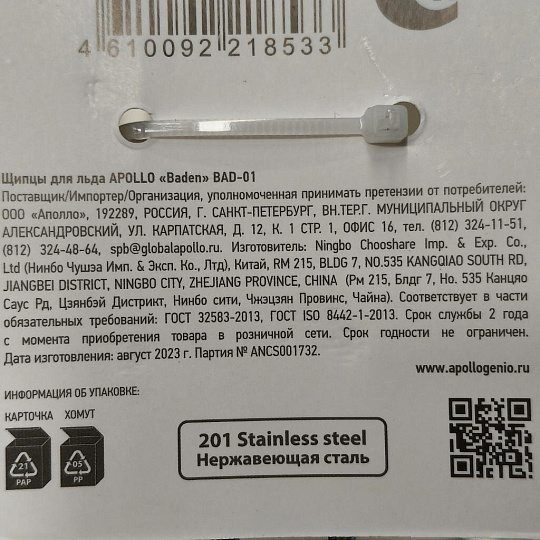 4 610092 218533
Щипцы для льда APOLLO «Baden» BAD-01
Поставщик/Импортер/Организация, уполномоченная принимать претензии от потребителей:
ООО «Аполло», 192289, РОССИЯ, Г. САНКТ-ПЕТЕРБУРГ, ВН.ТЕР.Г. МУНИЦИПАЛЬНЫЙ ОКРУГ
АЛЕКСАНДРОВСКИЙ, УЛ. КАРПАТСКАЯ, Д. 12, К. 1 СТР. 1, ОФИС 16, тел. (812) 324-11-51,
(812) 324-48-64, spb@globalapollo.ru. Изготовитель: Ningbo Chooshare Imp. & Exp. Co.,
Ltd (Нинбо Чушэа Имп. & Эксп. Ко., Лтд), Китай, RM 215, BLDG 7, NO.535 KANGQIAO SOUTH RD,
JIANGBEI DISTRICT, NINGBO CITY, ZHEJIANG PROVINCE, CHINA (Рм 215, Блдг 7, Но. 535 Канцяо
Саус Рд, Цзянбэй Дистрикт, Нинбо сити, Чжэцзян Провинс, Чайна). Соответствует в части
обязательных требований: ГОСТ 32583-2013, ГОСТ ISO 8442-1-2013. Срок службы 2 года
с момента приобретения товара в розничной сети. Срок годности не ограничен.
Дата изготовления: август 2023 г. Партия № ANCS001732.
www.apollogenio.ru
ИНФОРМАЦИЯ ОБ УПАКОВКЕ:
КАРТОЧКА ХОМУТ
21 05
PAP PP
201 Stainless steel
Нержавеющая сталь